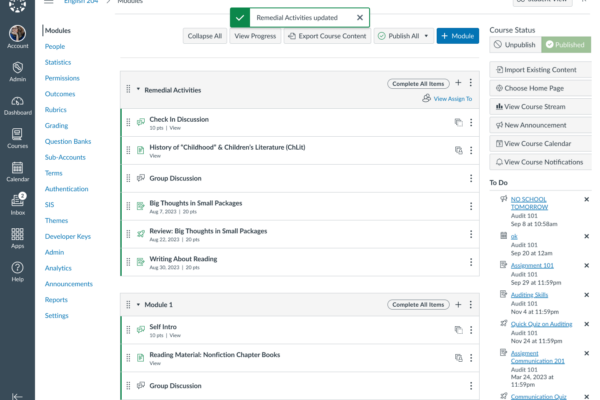 English 204 > Modules
Student View
Remedial Activities updated
Account
Admin
Dashboard
Courses
Calendar
2
Inbox
Apps
Help
Modules
People
Statistics
Permissions
Outcomes
Rubrics
Grading
Question Banks
Sub-Accounts
Terms
Authentication
SIS
Themes
Developer Keys
Admin
Analytics
Announcements
Reports
Settings
Collapse All View Progress Export Course Content Publish All + Module
Remedial Activities Complete All Items
View Assign To
Check In Discussion
10 pts | View
History of "Childhood" & Children's Literature (ChLit)
View
Group Discussion
Big Thoughts in Small Packages
Aug 7, 2023 | 20 pts
Review: Big Thoughts in Small Packages
Aug 22, 2023 | 20 pts
Writing About Reading
Aug 30, 2023 | 20 pts
Module 1 Complete All Items
Self Intro
10 pts | View
Reading Material: Nonfiction Chapter Books
View
Group Discussion
Course Status
Unpublish Published
Import Existing Content
Choose Home Page
View Course Stream
New Announcement
View Course Calendar
View Course Notifications
To Do
NO SCHOOL
TOMORROW
Audit 101
Sep 8 at 10:58am
ok
Audit 101
Sep 20 at 12am
Assignment 101
Audit 101
Sep 29 at 11:59pm
Auditing Skills
Audit 101
Nov 4 at 11:59pm
Quick Quiz on Auditing
Audit 101
Nov 24 at 11:59pm
Assigment
Communication 201
Audit 101
Mar 24, 2023 at
11:59pm
Communication Quiz